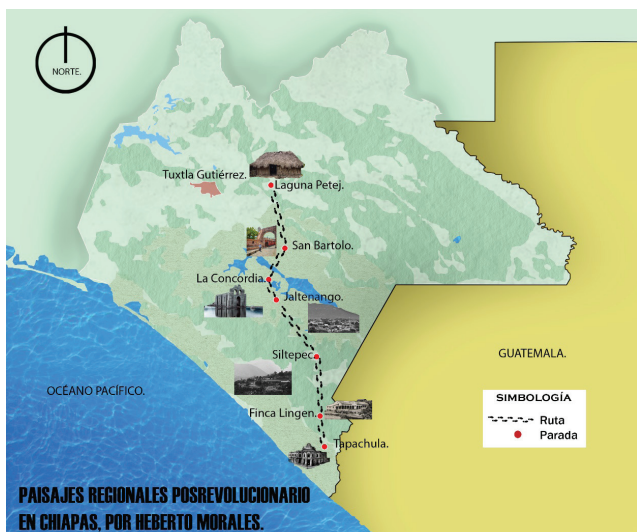 NORTE.
Tuxtla Gutiérrez.
Laguna Petej.
San Bartolo.
La Concordia.
Jaltenango.
Siltepec.
GUATEMALA.
OCÉANO PACÍFICO.
SIMBOLOGÍA
Ruta
Parada
Finca Lingen.
Tapachula.
PAISAJES REGIONALES POSREVOLUCIONARIO
EN CHIAPAS, POR HEBERTO MORALES.